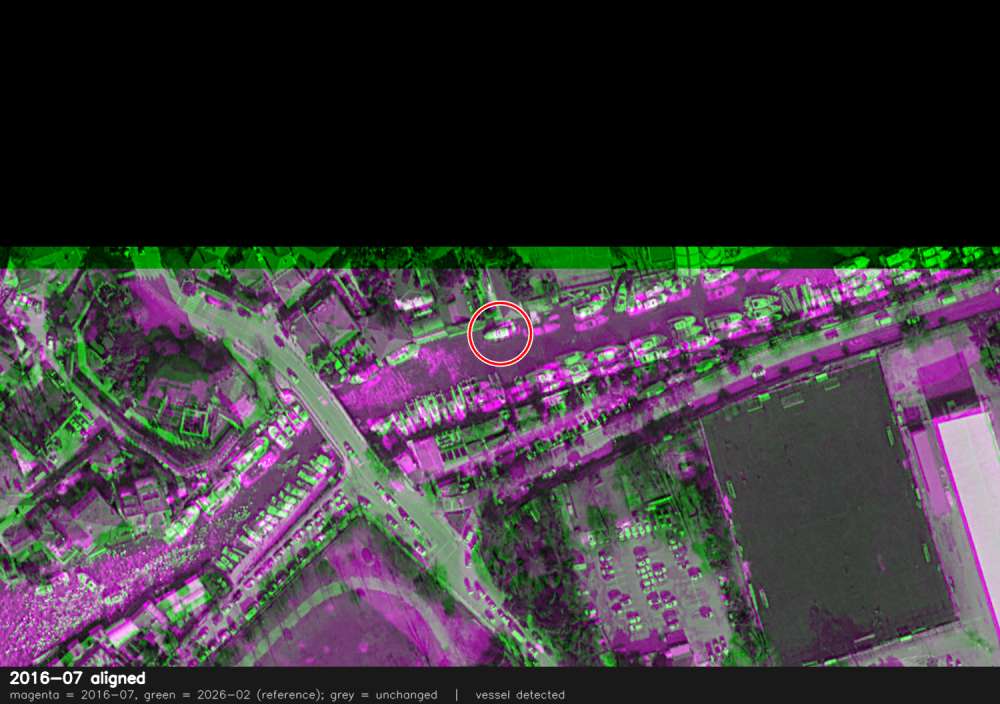 2016-07 aligned
magenta = 2016-07, green = 2026-02 (reference); grey = unchanged | vessel detected